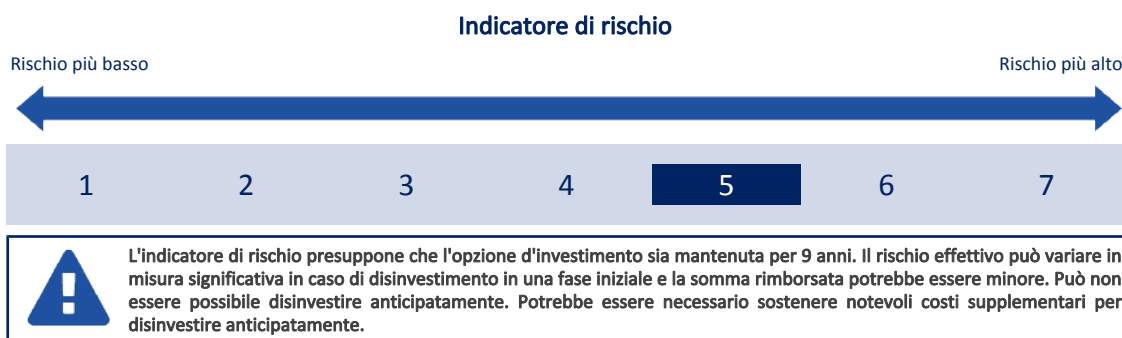 Indicatore di rischio
Rischio più basso
Rischio più alto
1 2 3 4 5 6 7
L'indicatore di rischio presuppone che l'opzione d'investimento sia mantenuta per 9 anni. Il rischio effettivo può variare in
misura significativa in caso di disinvestimento in una fase iniziale e la somma rimborsata potrebbe essere minore. Può non
essere possibile disinvestire anticipatamente. Potrebbe essere necessario sostenere notevoli costi supplementari per
disinvestire anticipatamente.